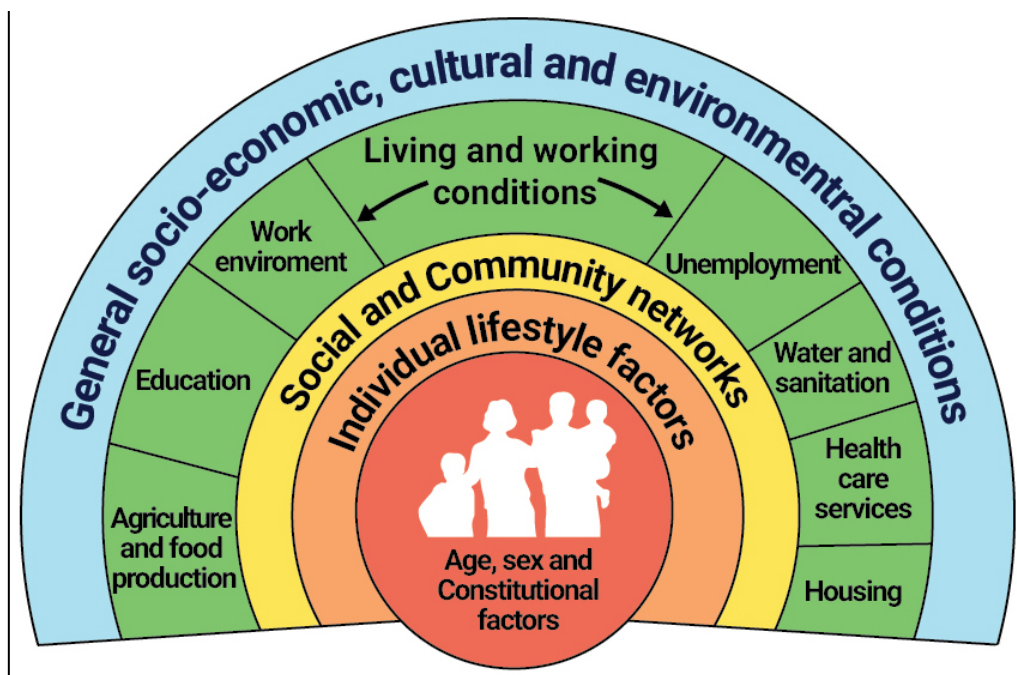 General socio-economic, cultural and environmentral conditions
Living and working
conditions
Work
enviroment
Unemployment
Education
Water and
sanitation
Agriculture
and food
production
Health
care
services
Housing
Social and Community networks
Individual lifestyle factors
Age, sex and
Constitutional
factors